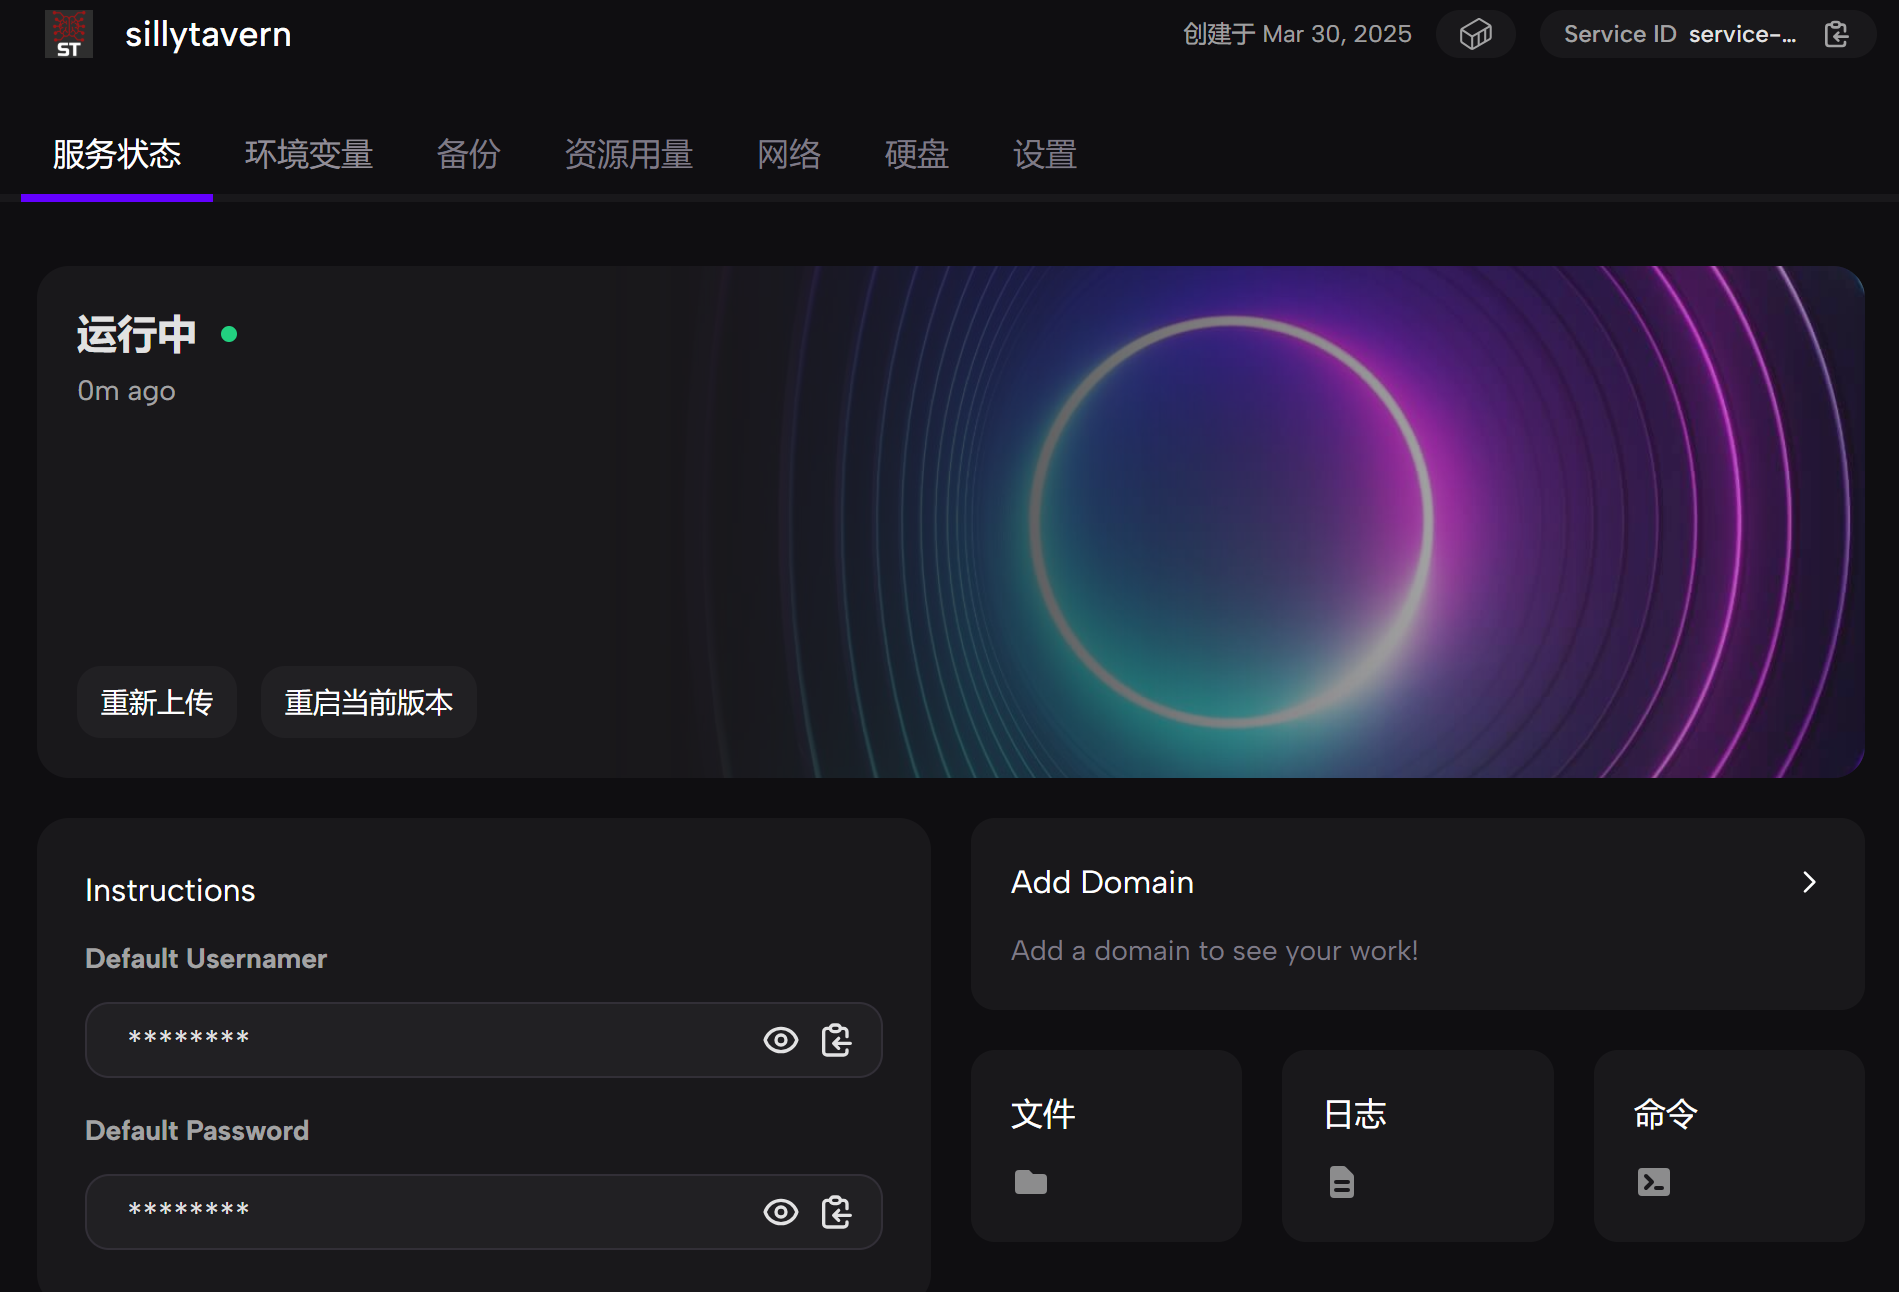 ST
sillytavern
创建于 Mar 30, 2025
Service ID service-...
服务状态
环境变量
备份
资源用量
网络
硬盘
设置
运行中
0m ago
重新上传
重启当前版本
Instructions
Default Usernamer
********
Default Password
********
Add Domain
Add a domain to see your work!
文件
日志
命令